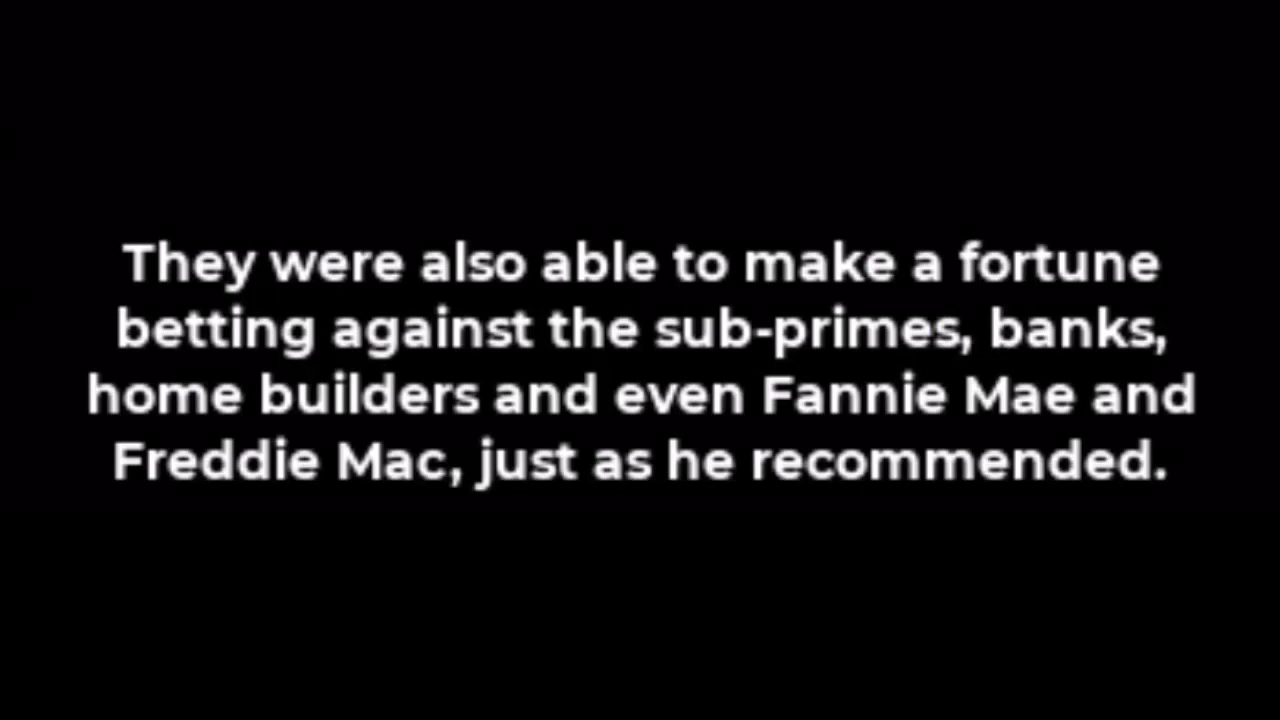 They were also able to make a fortune
betting against the sub-primes, banks,
home builders and even Fannie Mae and
Freddie Mac, just as he recommended.